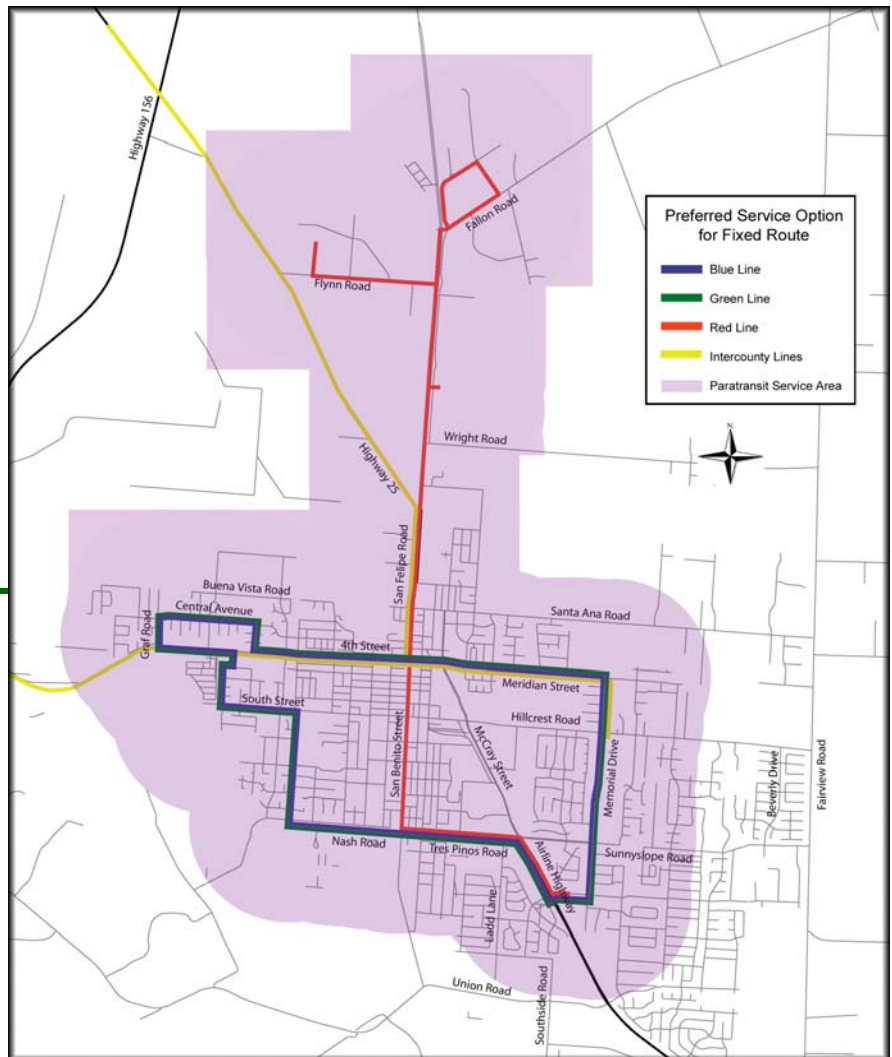 Highway 156
Fallon Road
Preferred Service Option
for Fixed Route
Blue Line
Green Line
Red Line
Intercounty Lines
Paratransit Service Area
Flynn Road
N
Wright Road
Highway 25
San Felipe Road
Buena Vista Road
Central Avenue
Santa Ana Road
Graf Road
4th Street
Meridian Street
South Street
Hillcrest Road
San Benito Street
McCray Street
Memorial Drive
Beverly Drive
Fairview Road
Nash Road
Tres Pinos Road
Airline Highway
Sunnyslope Road
Ladd Lane
Union Road
Southside Road